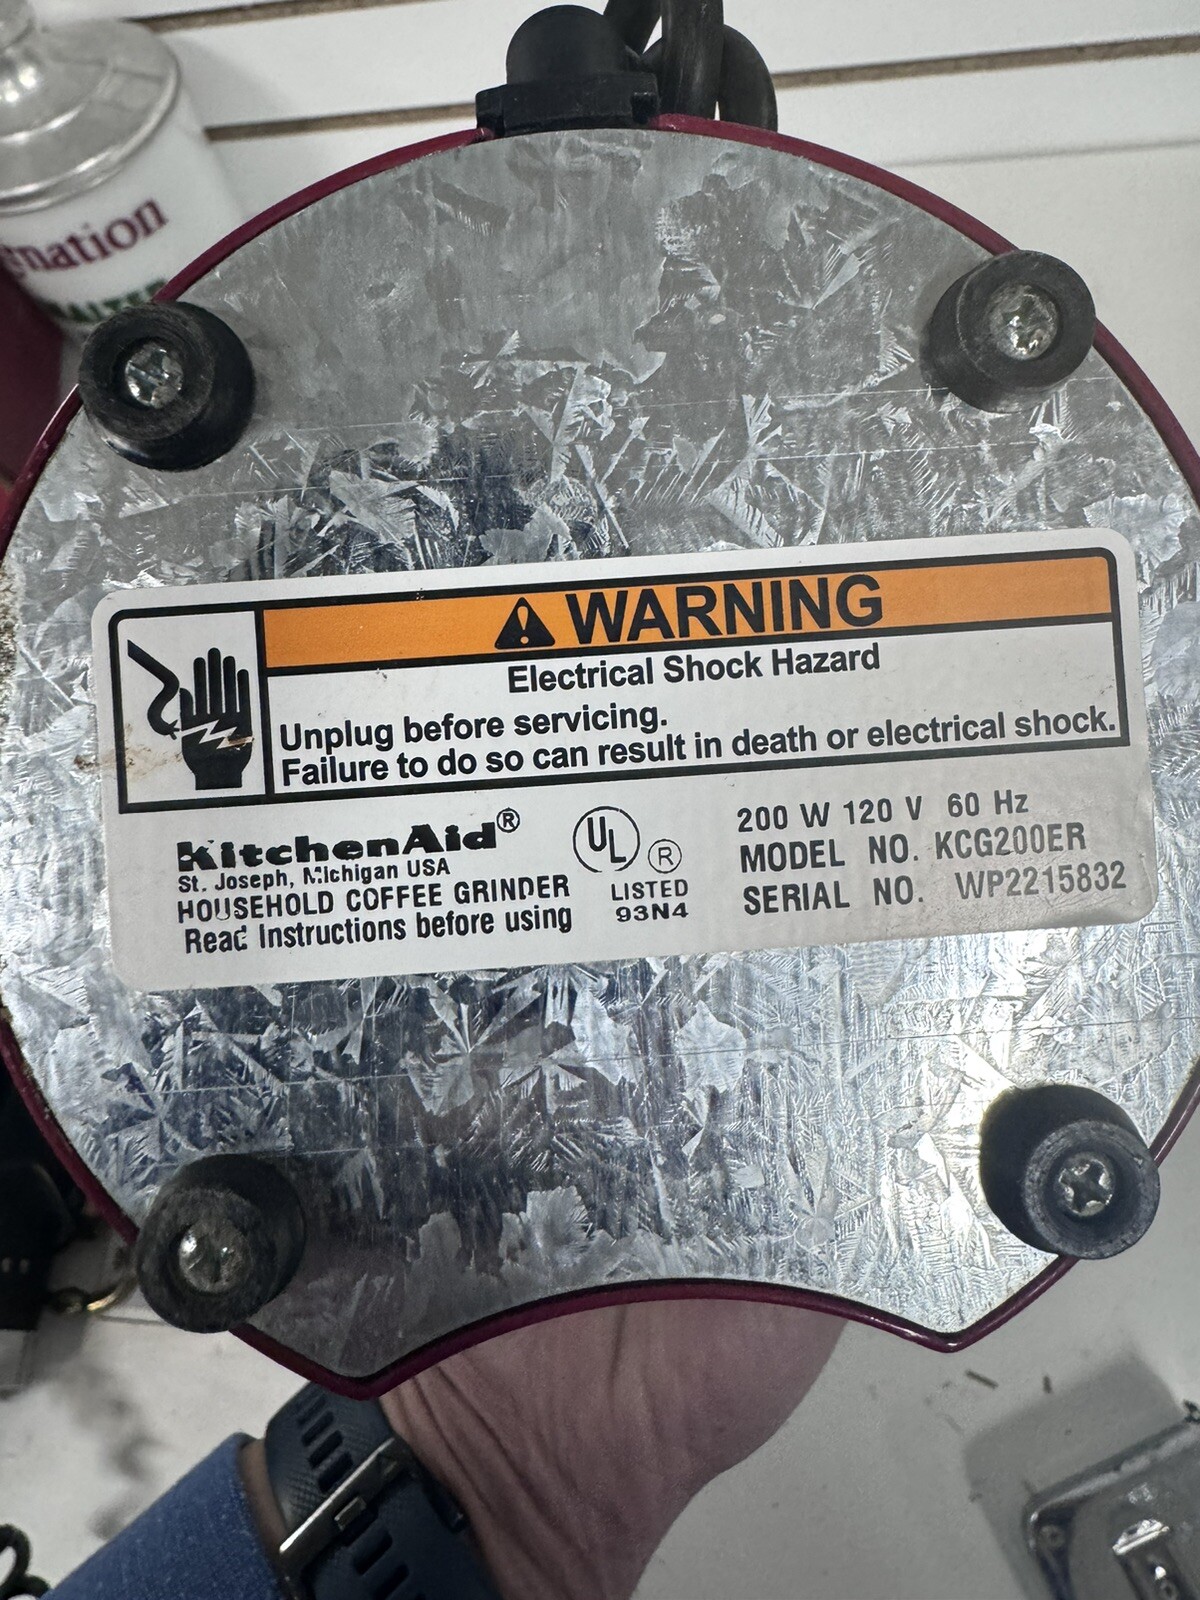 rnation
WARNING
Electrical Shock Hazard
Unplug before servicing.
Failure to do so can result in death or electrical shock.
KitchenAid®
St. Joseph, Michigan USA
HOUSEHOLD COFFEE GRINDER
Read Instructions before using
UL ®
LISTED
93N4
200 W 120 V 60 Hz
MODEL NO. KCG200ER
SERIAL NO. WP2215832